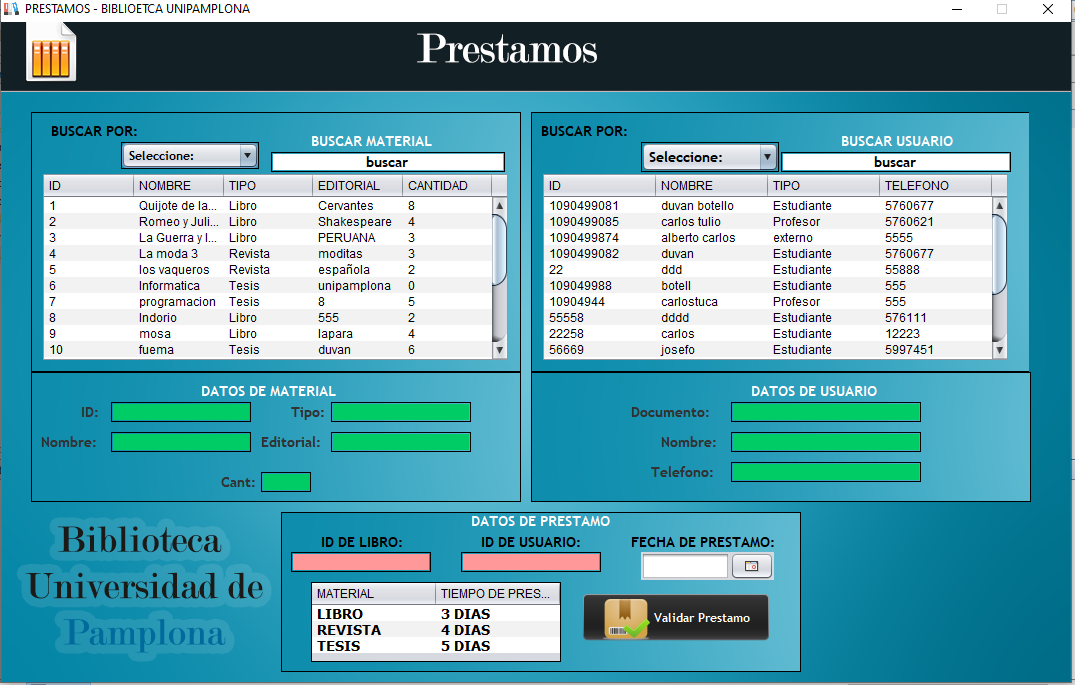 PRESTAMOS - BIBLIOETCA UNIPAMPLONA
Prestamos
BUSCAR POR:
Seleccione:
BUSCAR MATERIAL
buscar
ID NOMBRE TIPO EDITORIAL CANTIDAD
1 Quijote de la... Libro Cervantes 8
2 Romeo y Juli... Libro Shakespeare 4
3 La Guerra y l... Libro PERUANA 3
4 La moda 3 Revista moditas 3
5 los vaqueros Revista española 2
6 Informatica Tesis unipamplona 0
7 programacion Tesis 8 5
8 Indorio Libro 555 2
9 mosa Libro lapara 4
10 fuema Tesis duvan 6
BUSCAR POR:
Seleccione:
BUSCAR USUARIO
buscar
ID NOMBRE TIPO TELEFONO
1090499081 duvan botello Estudiante 5760677
1090499085 carlos tulio Profesor 5760621
1090499874 alberto carlos externo 5555
1090499082 duvan Estudiante 5760677
22 ddd Estudiante 55888
109049988 botell Estudiante 555
10904944 carlostuca Profesor 555
55558 dddd Estudiante 576111
22258 carlos Estudiante 12223
56669 josefo Estudiante 5997451
DATOS DE MATERIAL
ID: Tipo:
Nombre: Editorial:
Cant:
DATOS DE USUARIO
Documento:
Nombre:
Telefono:
Biblioteca
Universidad de
Pamplona
DATOS DE PRESTAMO
ID DE LIBRO: ID DE USUARIO: FECHA DE PRESTAMO:
MATERIAL TIEMPO DE PRES...
LIBRO 3 DIAS
REVISTA 4 DIAS
TESIS 5 DIAS
Validar Prestamo